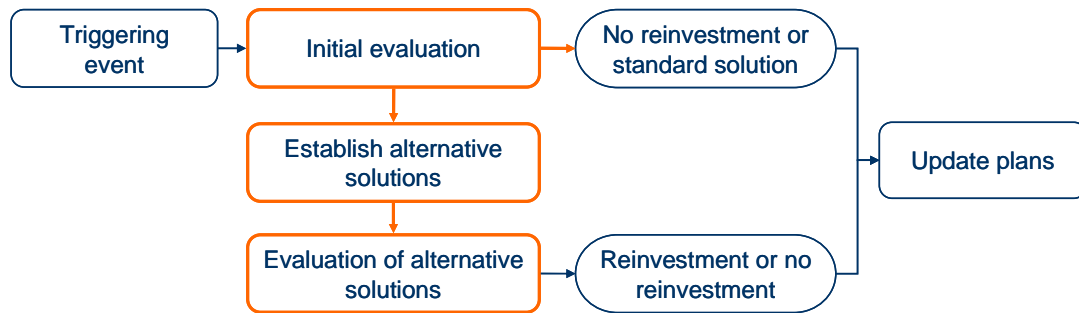 Triggering
event
Initial evaluation
No reinvestment or
standard solution
Establish alternative
solutions
Update plans
Evaluation of alternative
solutions
Reinvestment or no
reinvestment